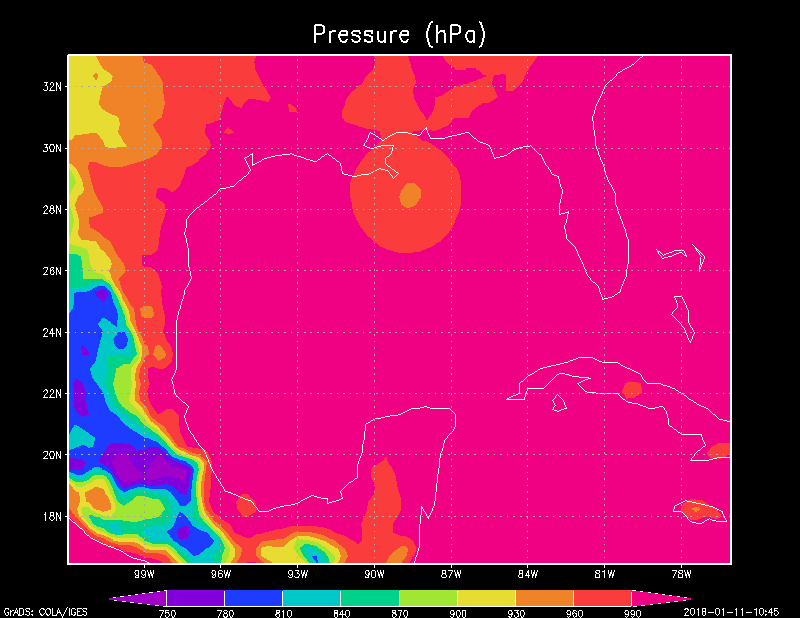 Pressure (hPa)
32N
30N
28N
26N
24N
22N
20N
18N
99W 96W 93W 90W 87W 84W 81W 78W
750 780 810 840 870 900 930 960 990
GrADS: COLA/IGES 2018-01-11-10:45